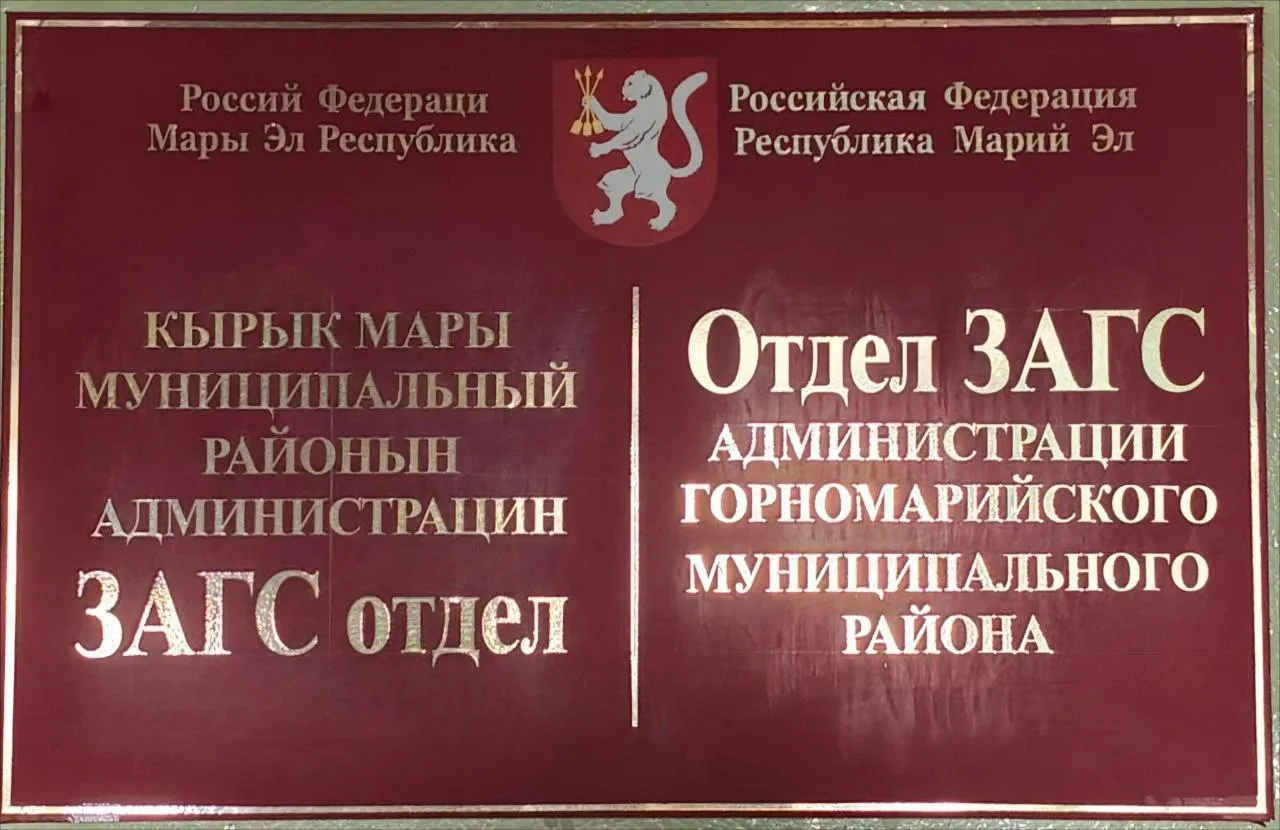 Россий Федераци
Мары Эл Республика
Российская Федерация
Республика Марий Эл
КЫРЫК МАРЫ
МУНИЦИПАЛЬНЫЙ
РАЙОНЫН
АДМИНИСТРАЦИН
ЗАГС отдел
Отдел ЗАГС
АДМИНИСТРАЦИИ
ГОРНОМАРИЙСКОГО
МУНИЦИПАЛЬНОГО
РАЙОНА